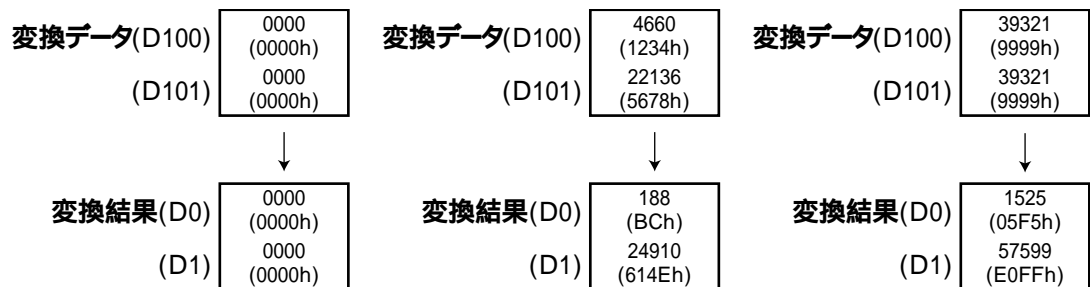 変換データ(D100) 0000 変換データ(D100) 4660 変換データ(D100) 39321
(0000h) (1234h) (9999h)
(D101) 0000 (D101) 22136 (D101) 39321
(0000h) (5678h) (9999h)
変換結果(D0) 0000 変換結果(D0) 188 変換結果(D0) 1525
(0000h) (BCh) (05F5h)
(D1) 0000 (D1) 24910 (D1) 57599
(0000h) (614Eh) (E0FFh)